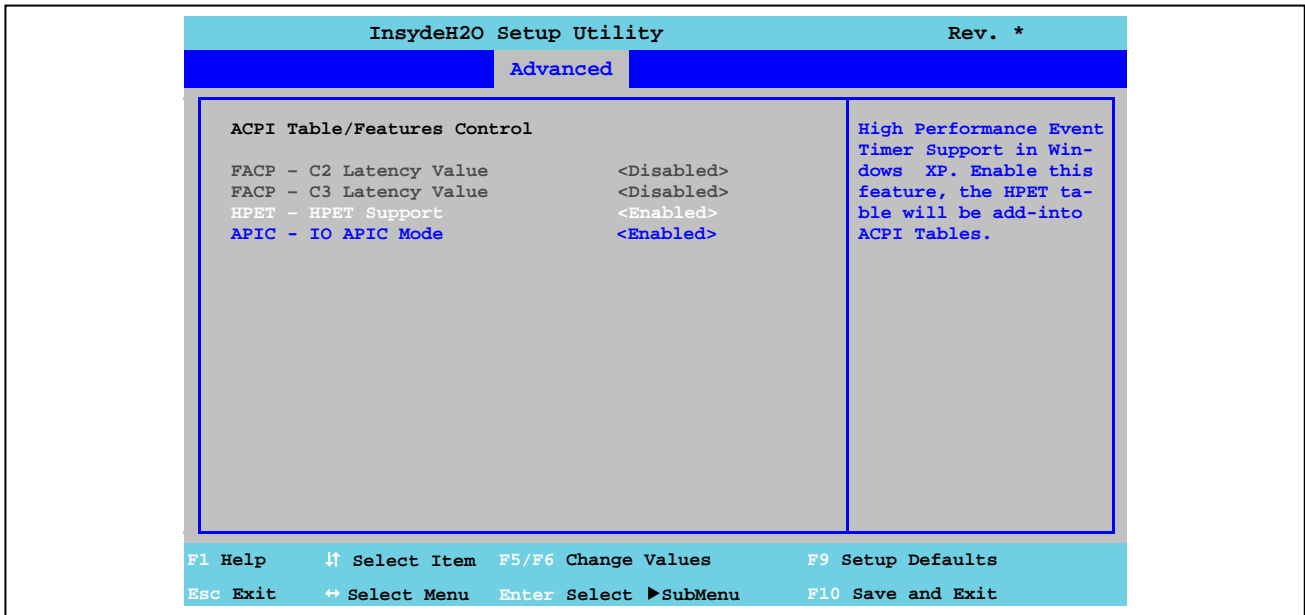 InsydeH2O Setup Utility Rev. *
Advanced
ACPI Table/Features Control
FACP - C2 Latency Value <Disabled>
FACP - C3 Latency Value <Disabled>
HPET - HPET Support <Enabled>
APIC - IO APIC Mode <Enabled>
High Performance Event
Timer Support in Win-
dows XP. Enable this
feature, the HPET ta-
ble will be add-into
ACPI Tables.
F1 Help ↓↑ Select Item F5/F6 Change Values F9 Setup Defaults
Esc Exit ↔ Select Menu Enter Select ▶SubMenu F10 Save and Exit